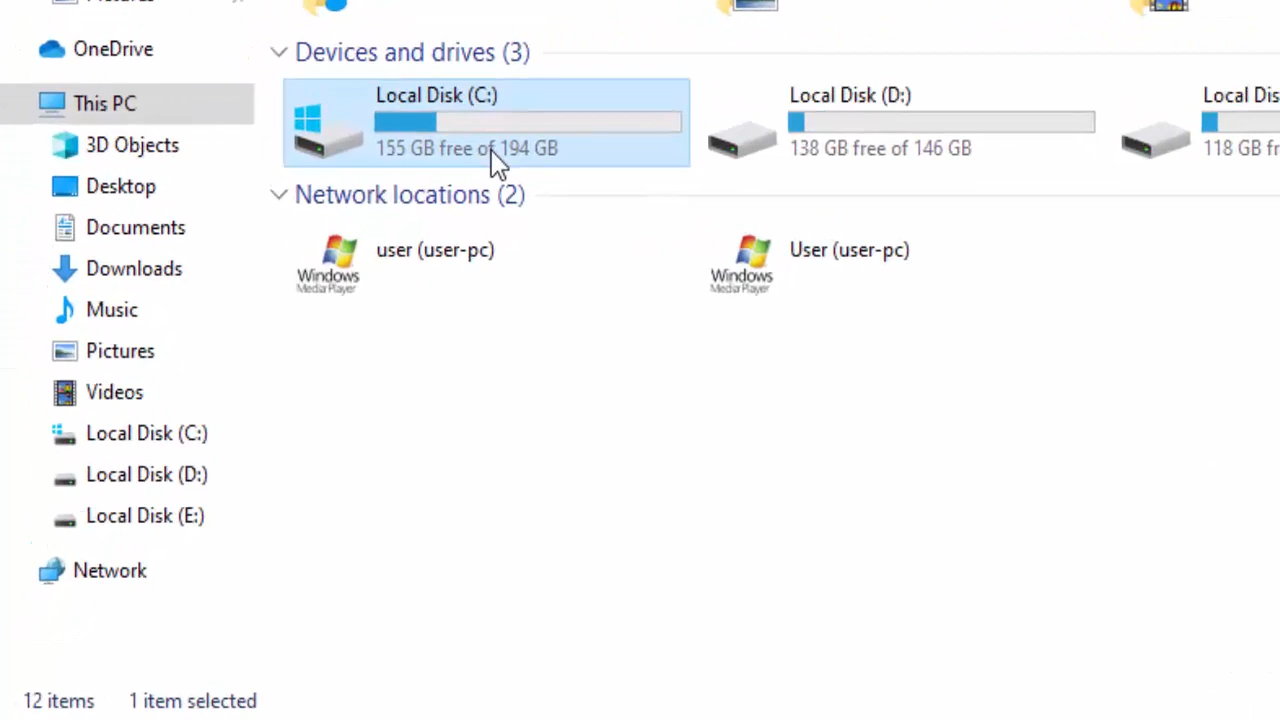 OneDrive
This PC
3D Objects
Desktop
Documents
Downloads
Music
Pictures
Videos
Local Disk (C:)
Local Disk (D:)
Local Disk (E:)
Network
Devices and drives (3)
Local Disk (C:)
155 GB free of 194 GB
Local Disk (D:)
138 GB free of 146 GB
Local Dis
118 GB f
Network locations (2)
Windows
Media Player
user (user-pc)
Windows
Media Player
User (user-pc)
12 items 1 item selected